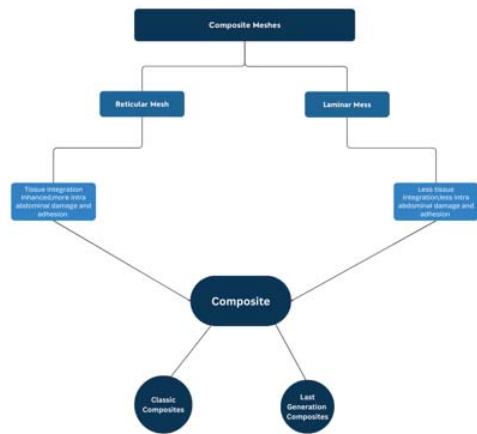 Composite Meshes
Reticular Mesh
Laminar Mess
Tissue Integration
inhanced,more intra
abdominal damage and
adhesion
Less tissue
integration,less intra
abdominal damage and
adhesion
Composite
Classic
Composites
Last
Generation
Composites